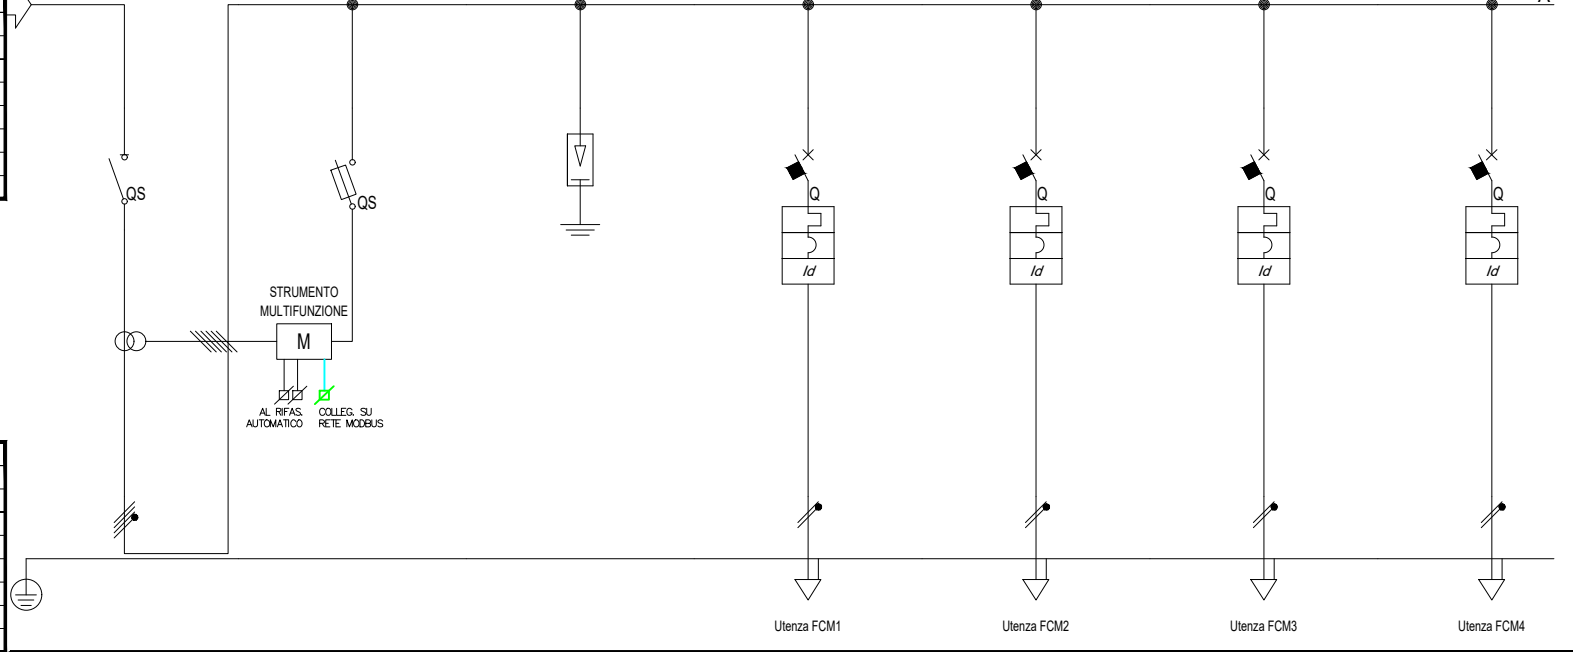 QS
QS
Q
Q
Q
Q
Id
Id
Id
Id
STRUMENTO
MULTIFUNZIONE
M
AL RIFAS.
AUTOMATICO
COLLEG. SU
RETE MODBUS
Utenza FCM1
Utenza FCM2
Utenza FCM3
Utenza FCM4